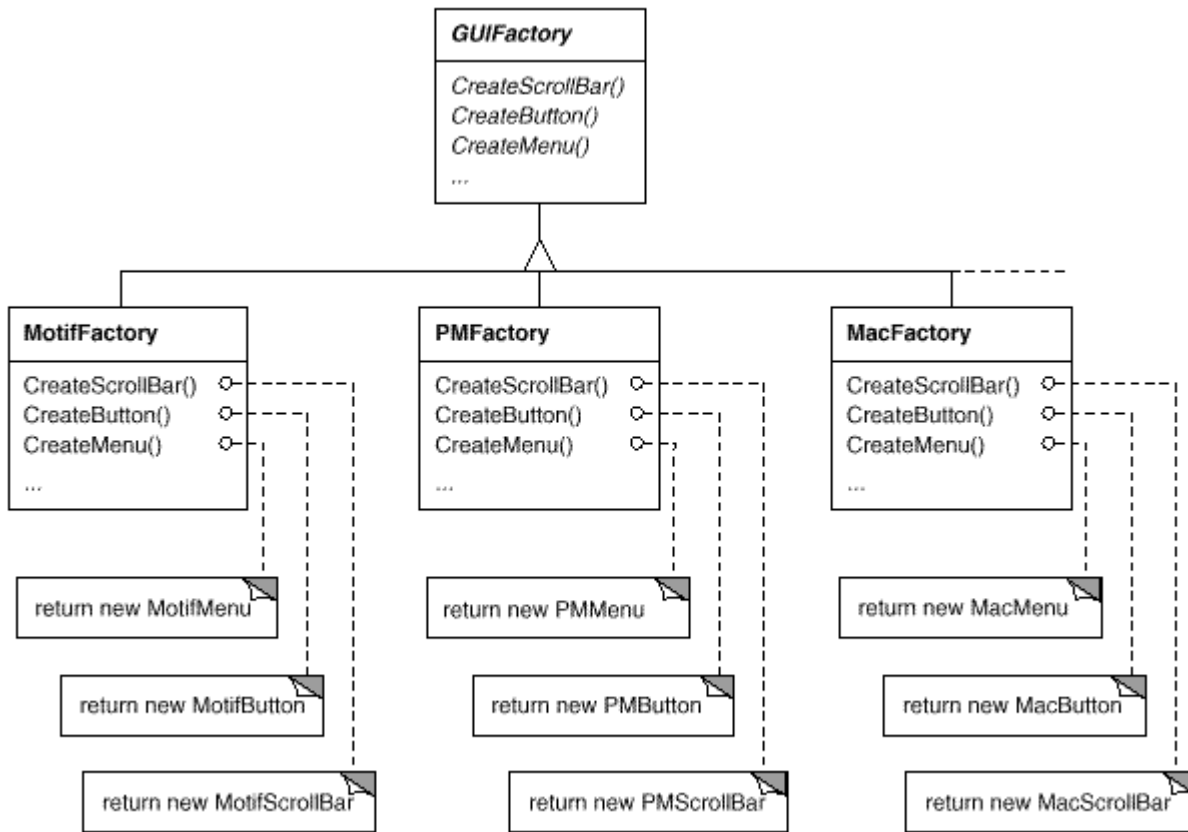 GUIFactory
CreateScrollBar()
CreateButton()
CreateMenu()
...
MotifFactory
CreateScrollBar()
CreateButton()
CreateMenu()
...
PMFactory
CreateScrollBar()
CreateButton()
CreateMenu()
...
MacFactory
CreateScrollBar()
CreateButton()
CreateMenu()
...
return new MotifMenu
return new PMMenu
return new MacMenu
return new MotifButton
return new PMButton
return new MacButton
return new MotifScrollBar
return new PMScrollBar
return new MacScrollBar